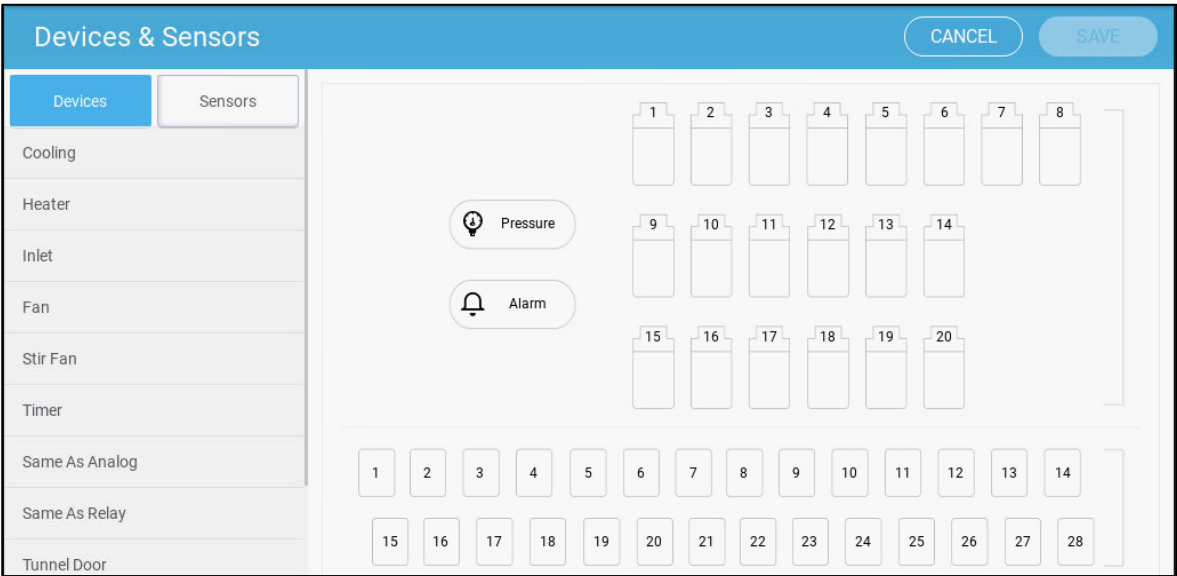 Devices & Sensors
CANCEL
SAVE
Devices
Sensors
Cooling
Heater
Inlet
Fan
Stir Fan
Timer
Same As Analog
Same As Relay
Tunnel Door
1 2 3 4 5 6 7 8
Pressure
9 10 11 12 13 14
Alarm
15 16 17 18 19 20
1 2 3 4 5 6 7 8 9 10 11 12 13 14
15 16 17 18 19 20 21 22 23 24 25 26 27 28